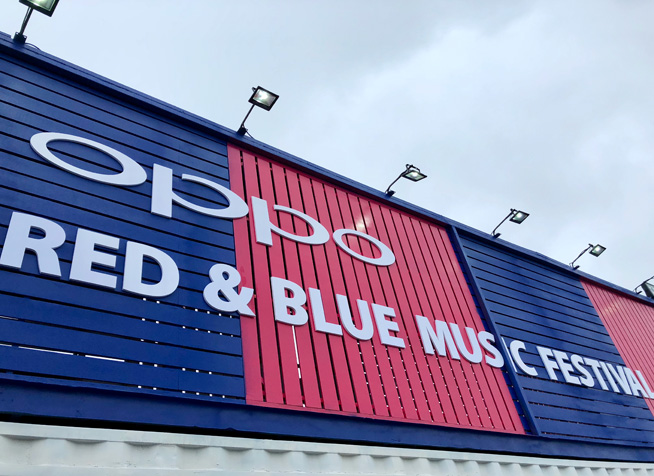 oppo
RED & BLUE MUSIC FESTIVAL